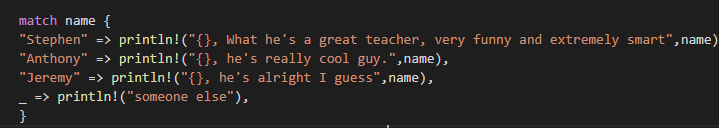 match name {
"Stephen" => println!("{}, What he's a great teacher, very funny and extremely smart",name)
"Anthony" => println!("{}, he's really cool guy.",name),
"Jeremy" => println!("{}, he's alright I guess",name),
_ => println!("someone else"),
}